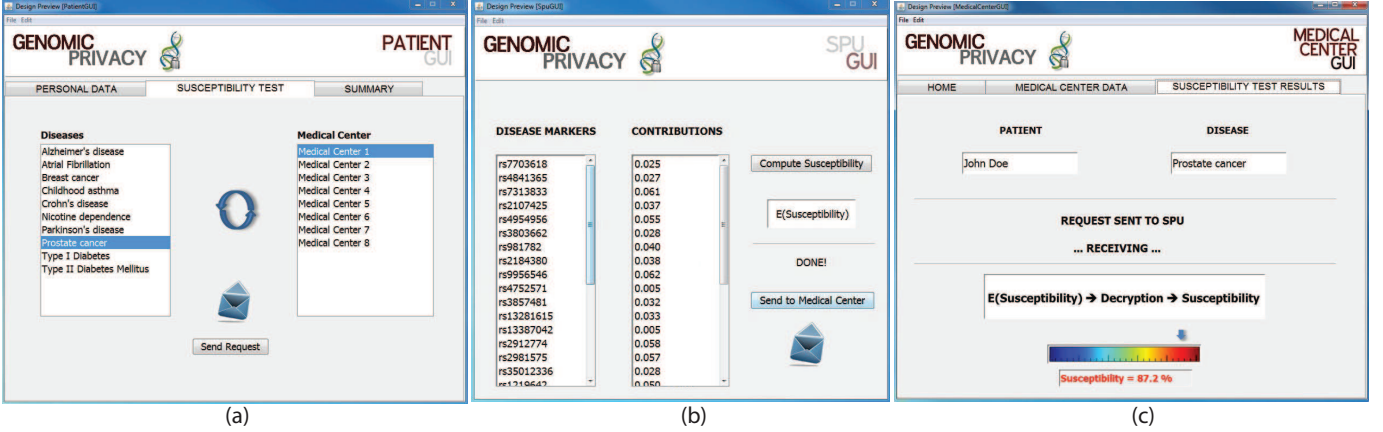 Design Preview [PatientGUI]
File Edit
GENOMIC
PRIVACY
PATIENT
GUI
PERSONAL DATA
SUSCEPTIBILITY TEST
SUMMARY
Diseases
Alzheimer's disease
Atrial Fibrillation
Breast cancer
Childhood asthma
Crohn's disease
Nicotine dependence
Parkinson's disease
Prostate cancer
Type I Diabetes
Type II Diabetes Mellitus
Medical Center
Medical Center 1
Medical Center 2
Medical Center 3
Medical Center 4
Medical Center 5
Medical Center 6
Medical Center 7
Medical Center 8
Send Request
(a)
Design Preview [SpuGUI]
File Edit
GENOMIC
PRIVACY
SPU
GUI
DISEASE MARKERS
rs7703618
rs4841365
rs7313833
rs2107425
rs4954956
rs3803662
rs981782
rs2184380
rs9956546
rs4752571
rs3857481
rs13281615
rs13387042
rs2912774
rs2981575
rs35012336
rs1219642
CONTRIBUTIONS
0.025
0.027
0.061
0.037
0.055
0.028
0.040
0.038
0.062
0.005
0.032
0.033
0.005
0.058
0.057
0.028
0.050
Compute Susceptibility
E(Susceptibility)
DONE!
Send to Medical Center
(b)
Design Preview [MedicalCenterGUI]
File Edit
GENOMIC
PRIVACY
MEDICAL
CENTER
GUI
HOME
MEDICAL CENTER DATA
SUSCEPTIBILITY TEST RESULTS
PATIENT
John Doe
DISEASE
Prostate cancer
REQUEST SENT TO SPU
... RECEIVING ...
E(Susceptibility) → Decryption → Susceptibility
Susceptibility = 87.2 %
(c)